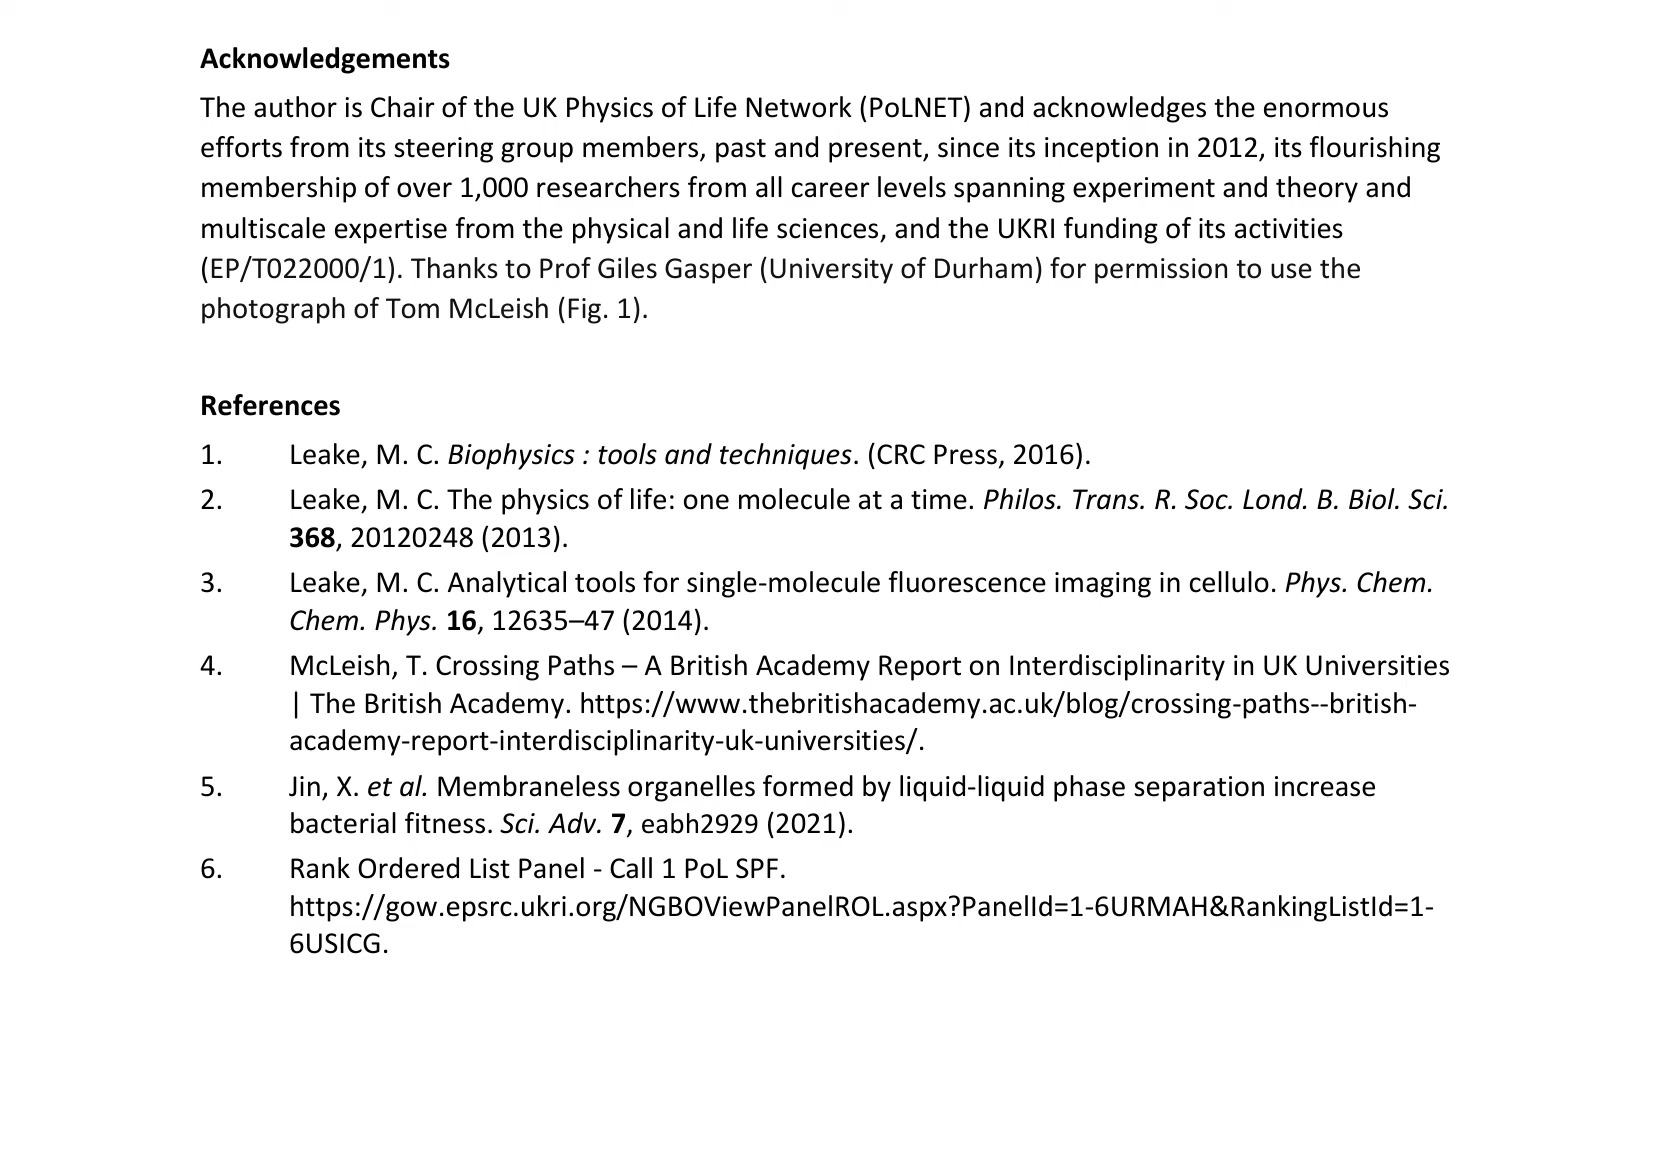 Acknowledgements
The author is Chair of the UK Physics of Life Network (PoLNET) and acknowledges the enormous
efforts from its steering group members, past and present, since its inception in 2012, its flourishing
membership of over 1,000 researchers from all career levels spanning experiment and theory and
multiscale expertise from the physical and life sciences, and the UKRI funding of its activities
(EP/T022000/1). Thanks to Prof Giles Gasper (University of Durham) for permission to use the
photograph of Tom McLeish (Fig. 1).
References
1. Leake, M. C. Biophysics : tools and techniques. (CRC Press, 2016).
2. Leake, M. C. The physics of life: one molecule at a time. Philos. Trans. R. Soc. Lond. B. Biol. Sci.
368, 20120248 (2013).
3. Leake, M. C. Analytical tools for single-molecule fluorescence imaging in cellulo. Phys. Chem.
Chem. Phys. 16, 12635–47 (2014).
4. McLeish, T. Crossing Paths – A British Academy Report on Interdisciplinarity in UK Universities
| The British Academy. https://www.thebritishacademy.ac.uk/blog/crossing-paths--british-
academy-report-interdisciplinarity-uk-universities/.
5. Jin, X. et al. Membraneless organelles formed by liquid-liquid phase separation increase
bacterial fitness. Sci. Adv. 7, eabh2929 (2021).
6. Rank Ordered List Panel - Call 1 PoL SPF.
https://gow.epsrc.ukri.org/NGBOViewPanelROL.aspx?PanelId=1-6URMAH&RankingListId=1-
6USICG.